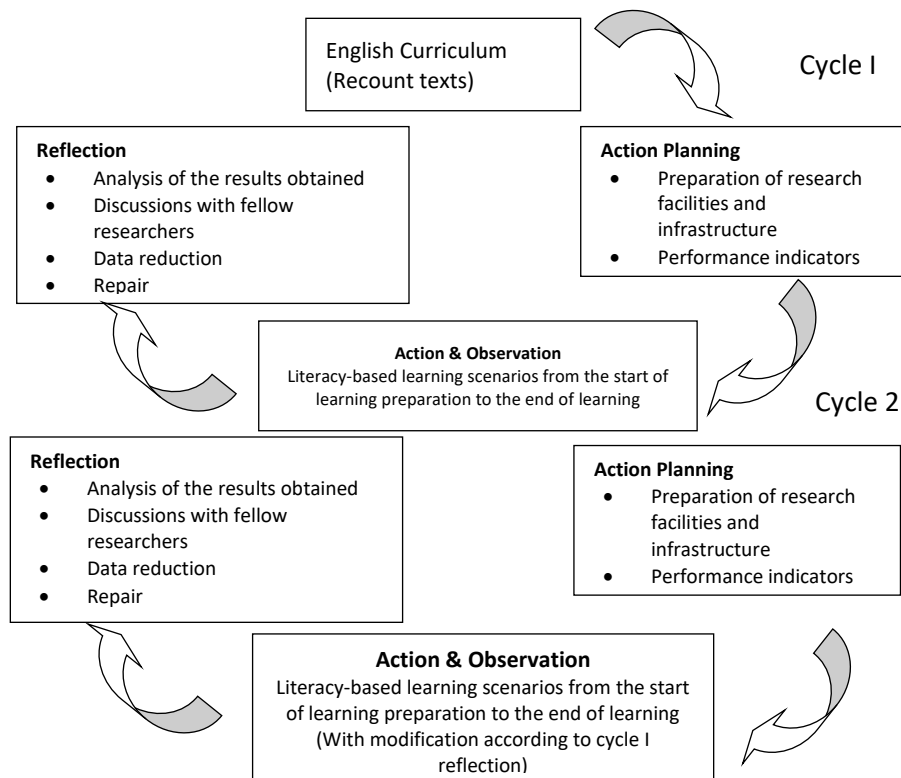 English Curriculum
(Recount texts)
Cycle I
Reflection
• Analysis of the results obtained
• Discussions with fellow
researchers
• Data reduction
• Repair
Action Planning
• Preparation of research
facilities and
infrastructure
• Performance indicators
Action & Observation
Literacy-based learning scenarios from the start of
learning preparation to the end of learning
Cycle 2
Reflection
• Analysis of the results obtained
• Discussions with fellow
researchers
• Data reduction
• Repair
Action Planning
• Preparation of research
facilities and
infrastructure
• Performance indicators
Action & Observation
Literacy-based learning scenarios from the start
of learning preparation to the end of learning
(With modification according to cycle I
reflection)